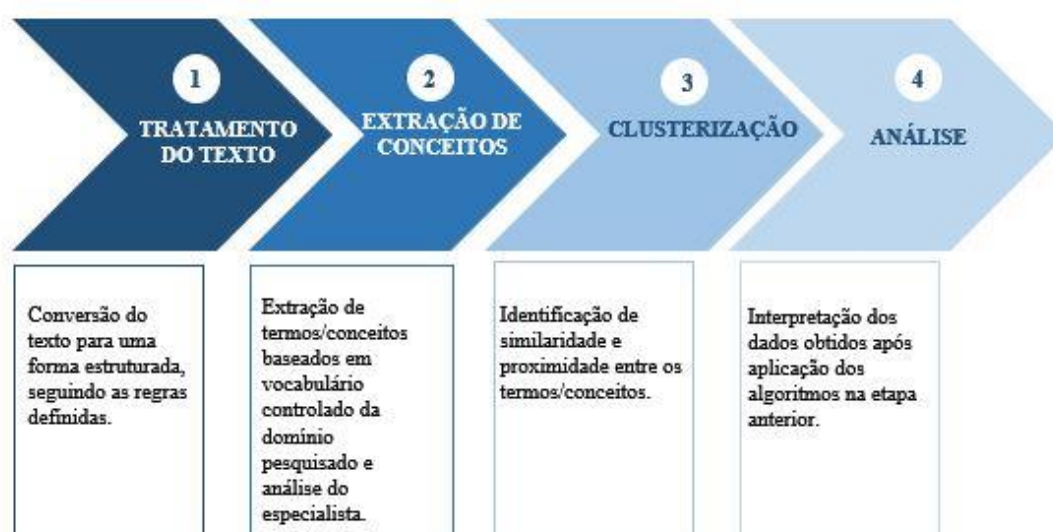 1
TRATAMENTO
DO TEXTO
2
EXTRAÇÃO DE
CONCEITOS
3
CLUSTERIZAÇÃO
4
ANÁLISE
Conversão do
texto para uma
forma estruturada,
seguindo as regras
definidas.
Extração de
termos/conceitos
baseados em
vocabulário
controlado da
domínio
pesquisado e
análise do
especialista.
Identificação de
similaridade e
proximidade entre os
termos/conceitos.
Interpretação dos
dados obtidos após
aplicação dos
algoritmos na etapa
anterior.